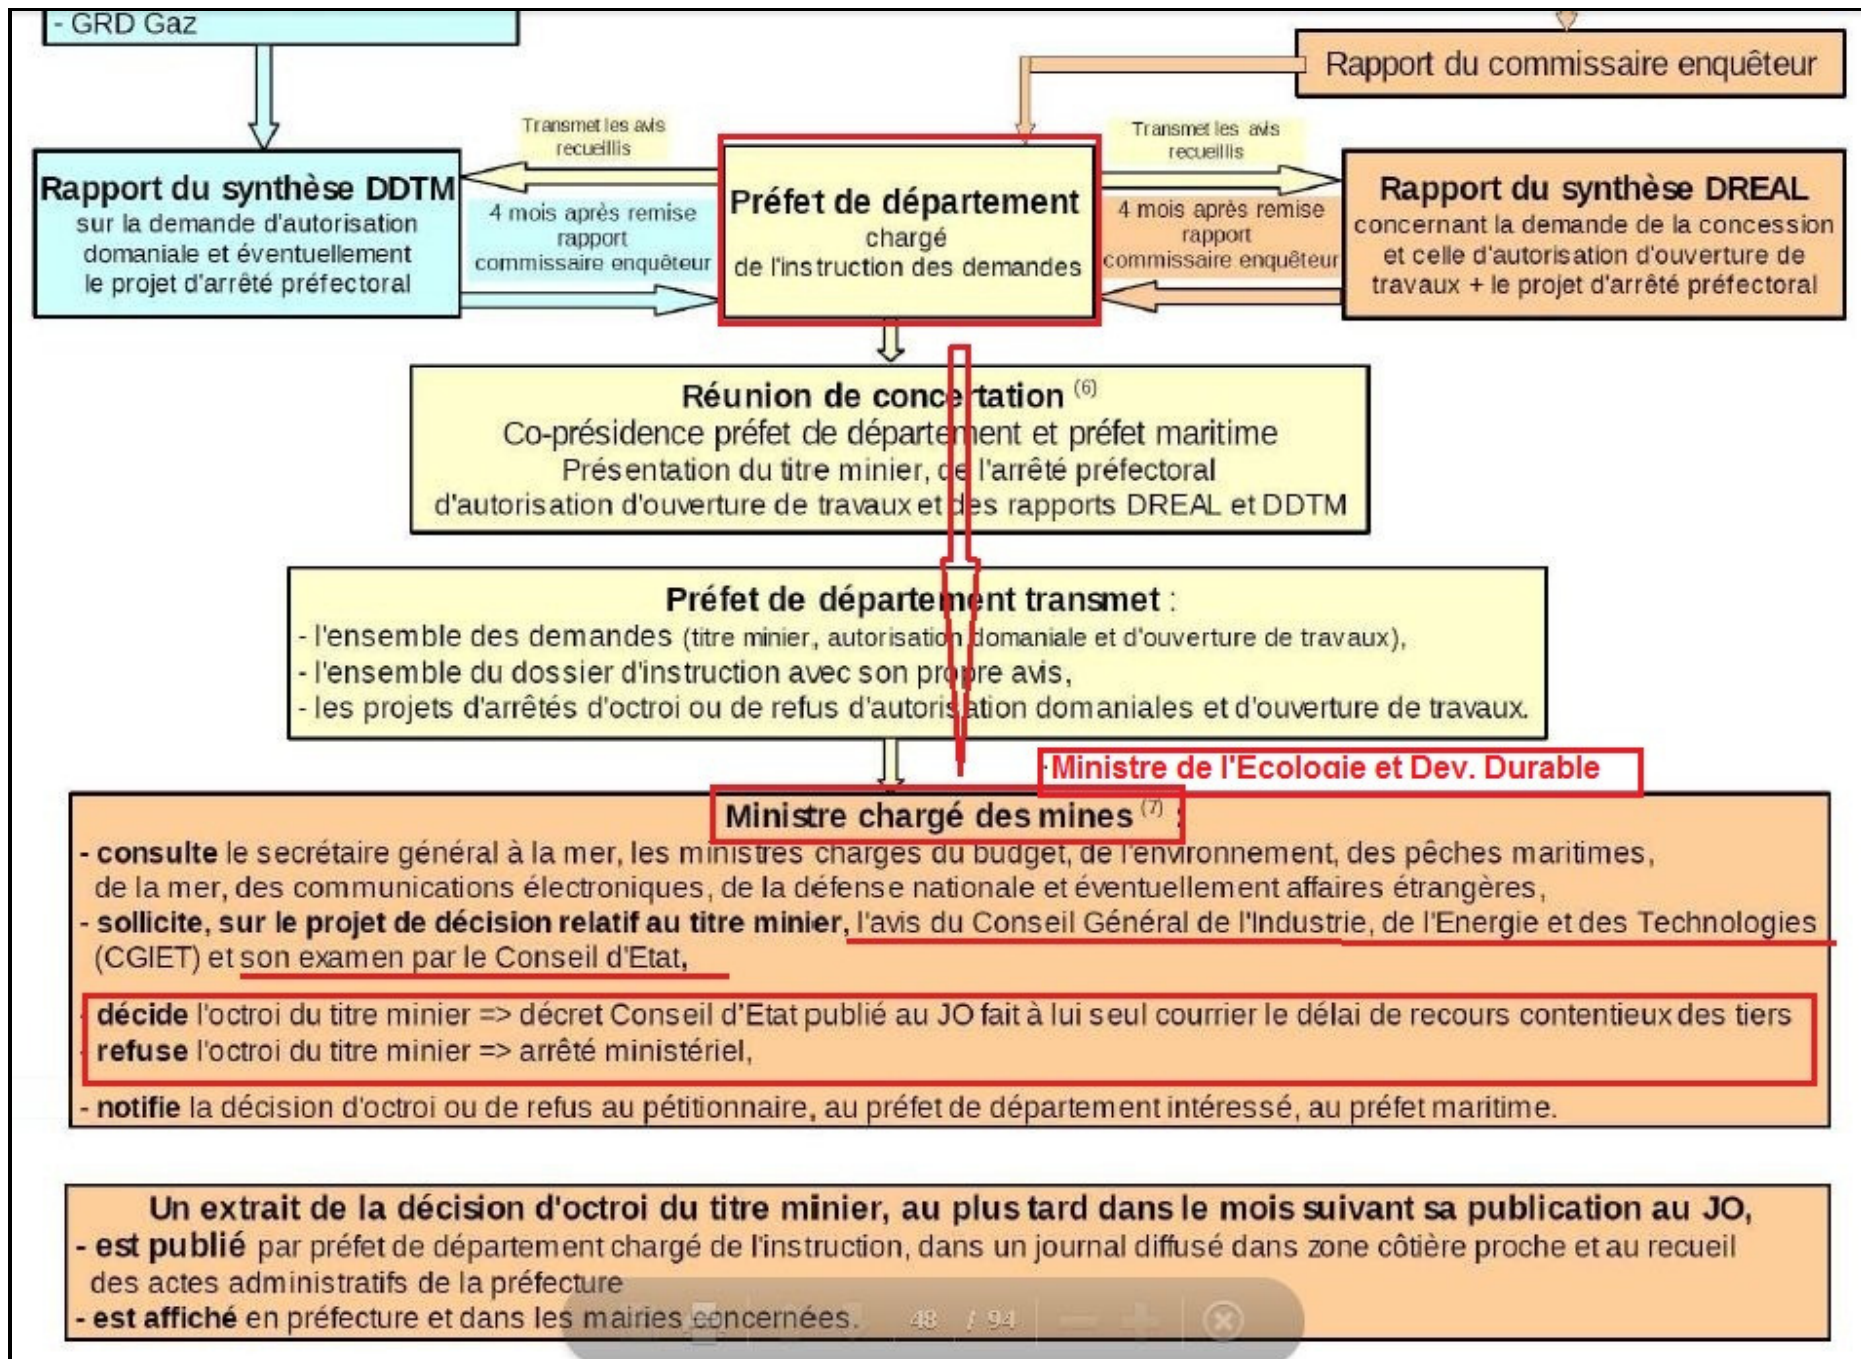 - GRD Gaz
Rapport du commissaire enquêteur
Transmet les avis
recueillis
Transmet les avis
recueillis
Rapport du synthèse DDTM
sur la demande d'autorisation
domaniale et éventuellement
le projet d'arrêté préfectoral
4 mois après remise
rapport
commissaire enquêteur
Préfet de département
chargé
de l'instruction des demandes
4 mois après remise
rapport
commissaire enquêteur
Rapport du synthèse DREAL
concernant la demande de la concession
et celle d'autorisation d'ouverture de
travaux + le projet d'arrêté préfectoral
Réunion de concertation (6)
Co-présidence préfet de département et préfet maritime
Présentation du titre minier, de l'arrêté préfectoral
d'autorisation d'ouverture de travaux et des rapports DREAL et DDTM
Préfet de département transmet :
- l'ensemble des demandes (titre minier, autorisation domaniale et d'ouverture de travaux),
- l'ensemble du dossier d'instruction avec son propre avis,
- les projets d'arrêtés d'octroi ou de refus d'autorisation domaniales et d'ouverture de travaux.
-Ministre de l'Ecologie et Dev. Durable
Ministre chargé des mines (7) :
- consulte le secrétaire général à la mer, les ministres chargés du budget, de l'environnement, des pêches maritimes,
de la mer, des communications électroniques, de la défense nationale et éventuellement affaires étrangères,
- sollicite, sur le projet de décision relatif au titre minier, l'avis du Conseil Général de l'Industrie, de l'Energie et des Technologies
(CGIET) et son examen par le Conseil d'Etat,
- décide l'octroi du titre minier => décret Conseil d'Etat publié au JO fait à lui seul courrier le délai de recours contentieux des tiers
- refuse l'octroi du titre minier => arrêté ministériel,
- notifie la décision d'octroi ou de refus au pétitionnaire, au préfet de département intéressé, au préfet maritime.
Un extrait de la décision d'octroi du titre minier, au plus tard dans le mois suivant sa publication au JO,
- est publié par préfet de département chargé de l'instruction, dans un journal diffusé dans zone côtière proche et au recueil
des actes administratifs de la préfecture
- est affiché en préfecture et dans les mairies concernées.
48 / 94